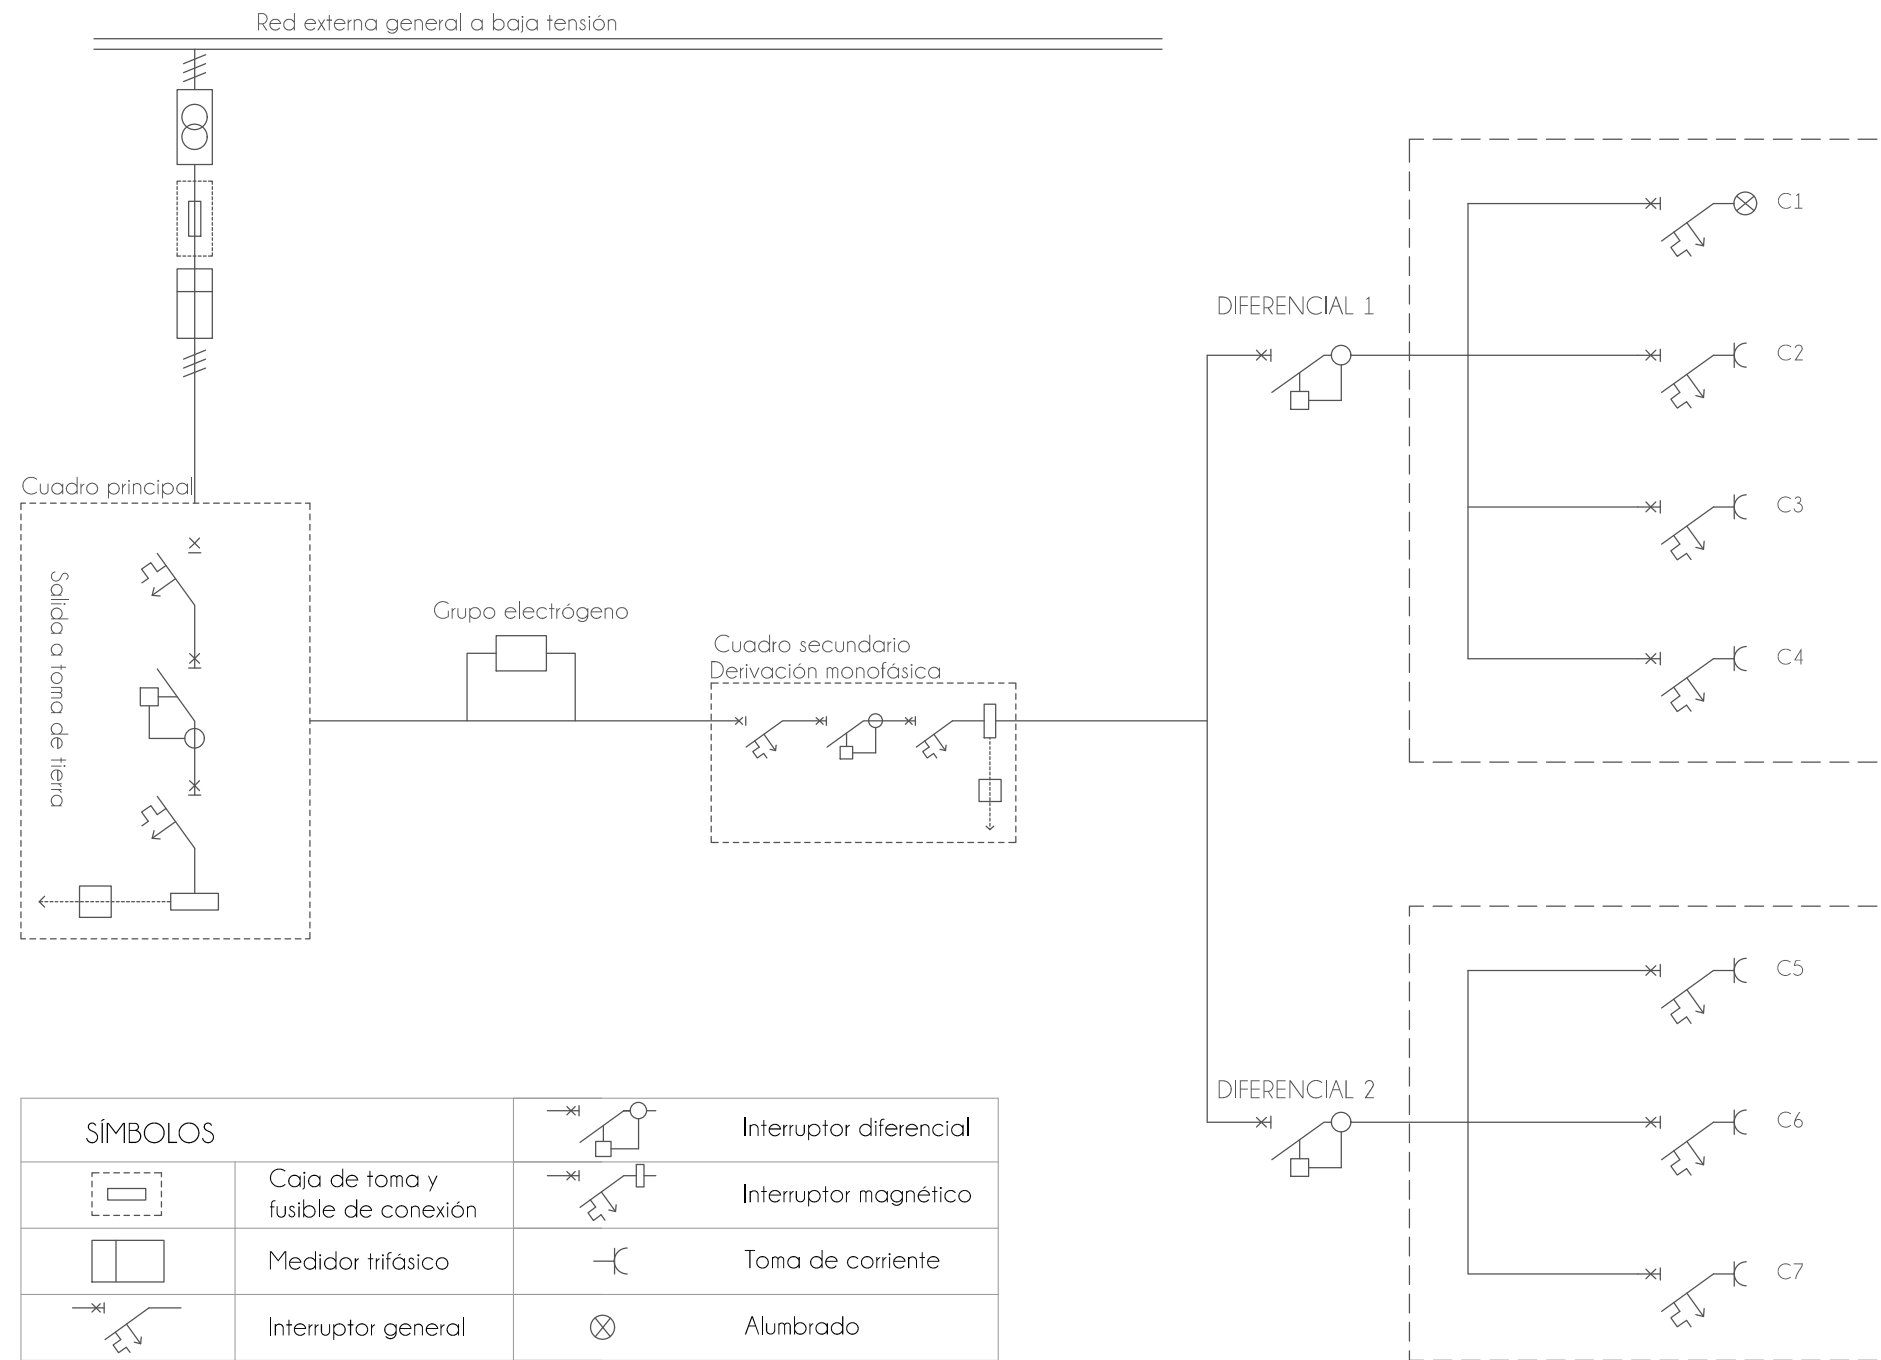 Red externa general a baja tensión
C1
DIFERENCIAL 1
C2
Cuadro principal
C3
Salida a toma de tierra
Grupo electrógeno
Cuadro secundario
Derivación monofásica
C4
C5
DIFERENCIAL 2
C6
C7
SÍMBOLOS
Interruptor diferencial
Caja de toma y
fusible de conexión
Interruptor magnético
Medidor trifásico
Toma de corriente
Interruptor general
Alumbrado